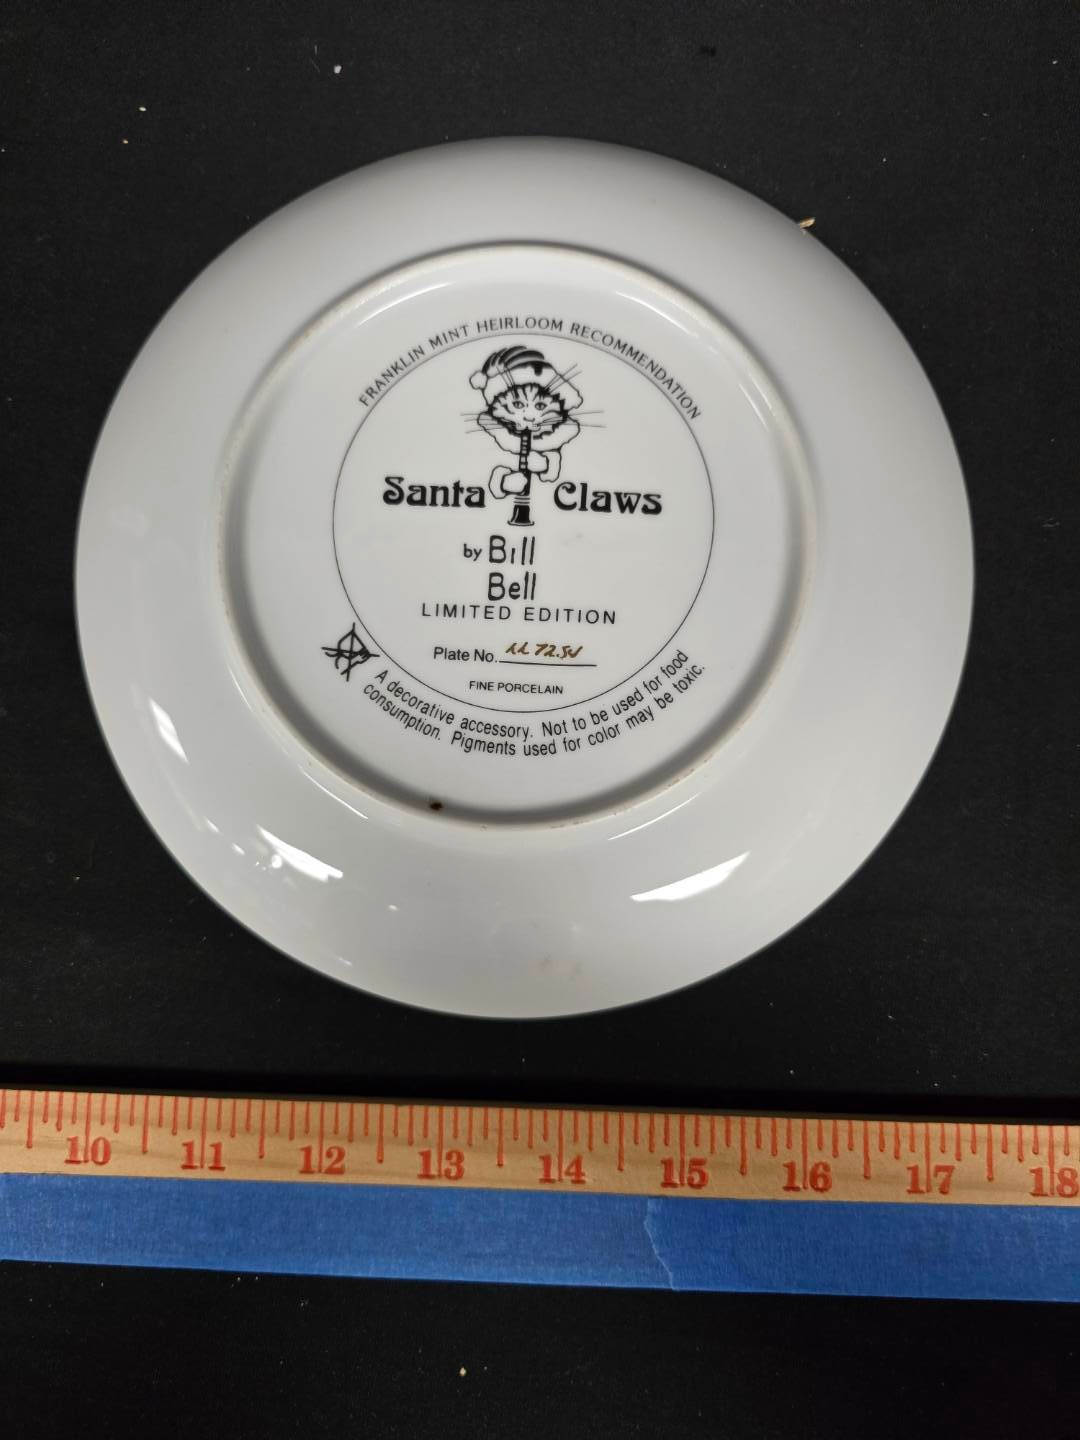 FRANKLIN MINT HEIRLOOM RECOMMENDATION
Santa Claws
by Bill
Bell
LIMITED EDITION
Plate No.
FINE PORCELAIN
A decorative accessory. Not to be used for food
consumption. Pigments used for color may be toxic.
10 11 12 13 14 15 16 17 18